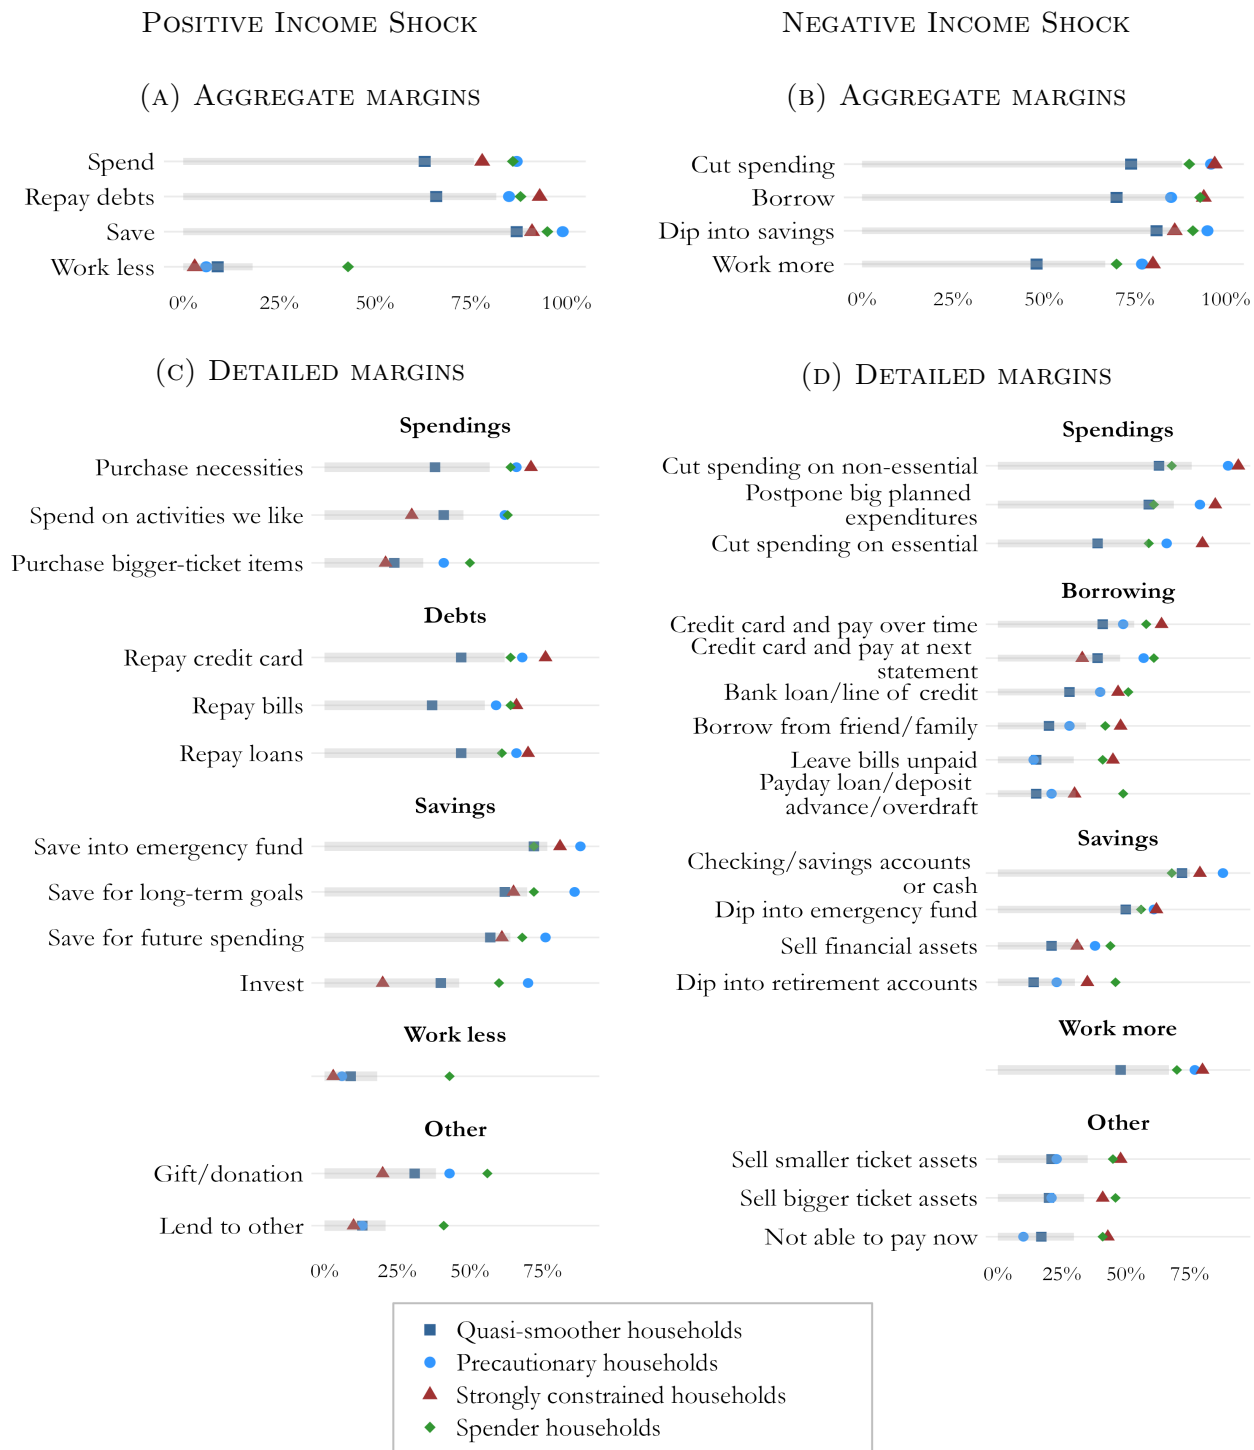 POSITIVE INCOME SHOCK
(A) AGGREGATE MARGINS
Spend
Repay debts
Save
Work less
0% 25% 50% 75% 100%
NEGATIVE INCOME SHOCK
(B) AGGREGATE MARGINS
Cut spending
Borrow
Dip into savings
Work more
0% 25% 50% 75% 100%
(C) DETAILED MARGINS
Spendings
Purchase necessities
Spend on activities we like
Purchase bigger-ticket items
Debts
Repay credit card
Repay bills
Repay loans
Savings
Save into emergency fund
Save for long-term goals
Save for future spending
Invest
Work less
Other
Gift/donation
Lend to other
0% 25% 50% 75%
(D) DETAILED MARGINS
Spendings
Cut spending on non-essential
Postpone big planned
expenditures
Cut spending on essential
Borrowing
Credit card and pay over time
Credit card and pay at next
statement
Bank loan/line of credit
Borrow from friend/family
Leave bills unpaid
Payday loan/deposit
advance/overdraft
Savings
Checking/savings accounts
or cash
Dip into emergency fund
Sell financial assets
Dip into retirement accounts
Work more
Other
Sell smaller ticket assets
Sell bigger ticket assets
Not able to pay now
0% 25% 50% 75%
Quasi-smoother households
Precautionary households
Strongly constrained households
Spender households